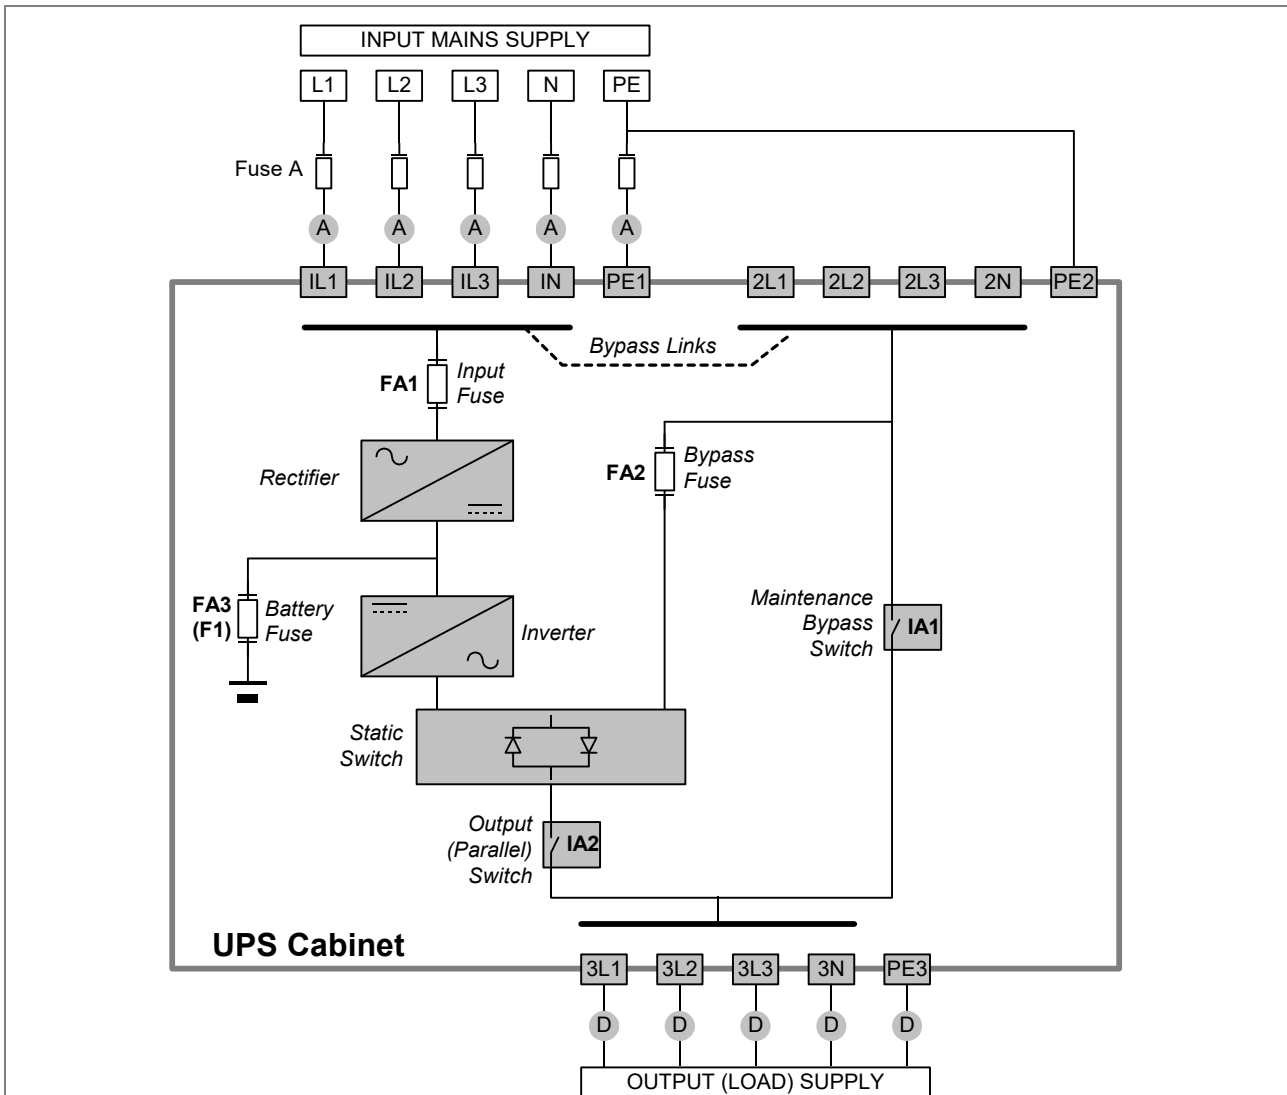 INPUT MAINS SUPPLY
L1 L2 L3 N PE
Fuse A
A A A A A
IL1 IL2 IL3 IN PE1 2L1 2L2 2L3 2N PE2
Bypass Links
FA1
Input
Fuse
Rectifier
FA2
Bypass
Fuse
FA3
(F1)
Battery
Fuse
Inverter
Maintenance
Bypass
Switch
IA1
Static
Switch
Output
(Parallel)
Switch
IA2
UPS Cabinet
3L1 3L2 3L3 3N PE3
D D D D D
OUTPUT (LOAD) SUPPLY